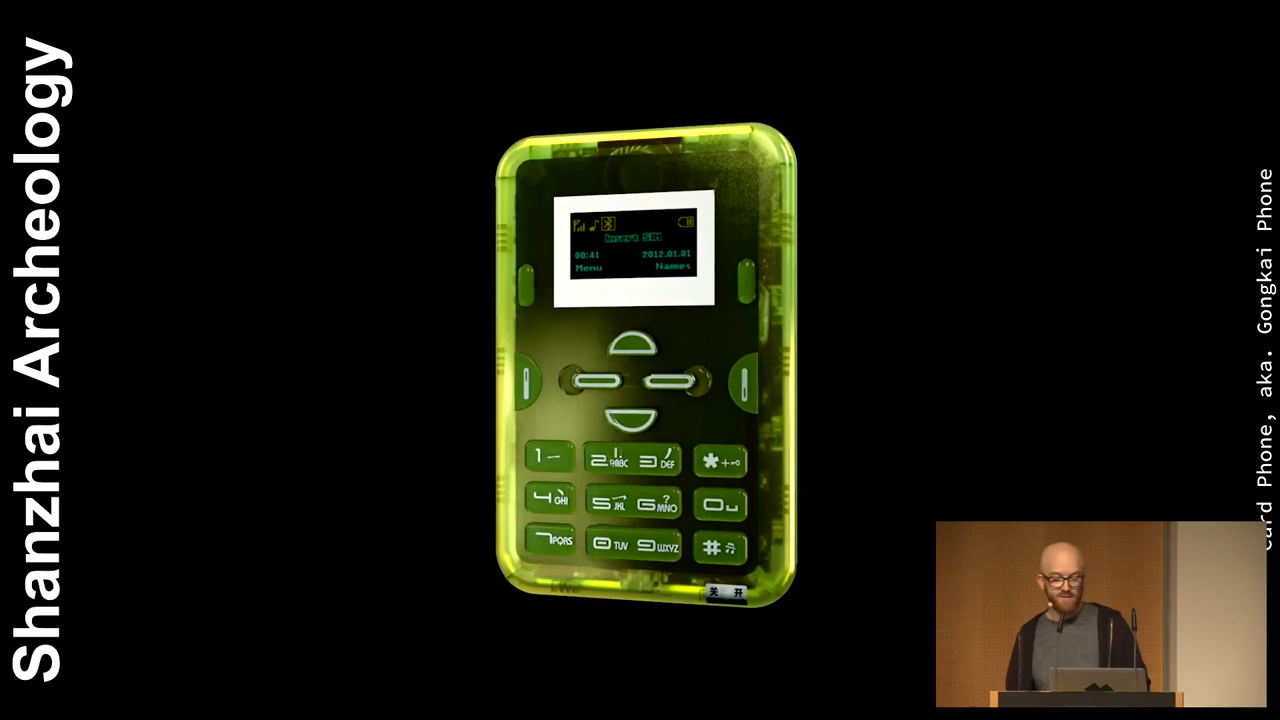 Shanzhai Archeology
Insert SIM
00:41 2012.01.01
Menu Names
1
2 ABC 3 DEF
* +
4 GHI
5 JKL 6 MNO
0
7 PQRS
8 TUV 9 WXYZ
#
关 开
Card Phone, aka. Gongkai Phone